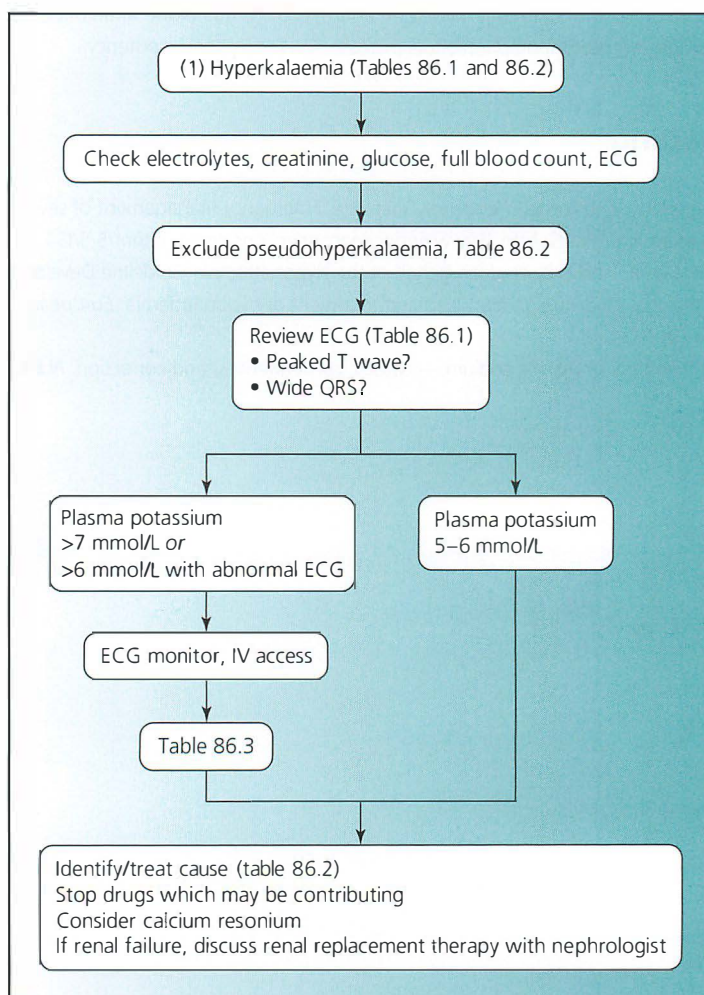 (1) Hyperkalaemia (Tables 86.1 and 86.2)
Check electrolytes, creatinine, glucose, full blood count, ECG
Exclude pseudohyperkalaemia, Table 86.2
Review ECG (Table 86.1)
• Peaked T wave?
• Wide QRS?
Plasma potassium
>7 mmol/L or
>6 mmol/L with abnormal ECG
Plasma potassium
5–6 mmol/L
ECG monitor, IV access
Table 86.3
Identify/treat cause (table 86.2)
Stop drugs which may be contributing
Consider calcium resonium
If renal failure, discuss renal replacement therapy with nephrologist